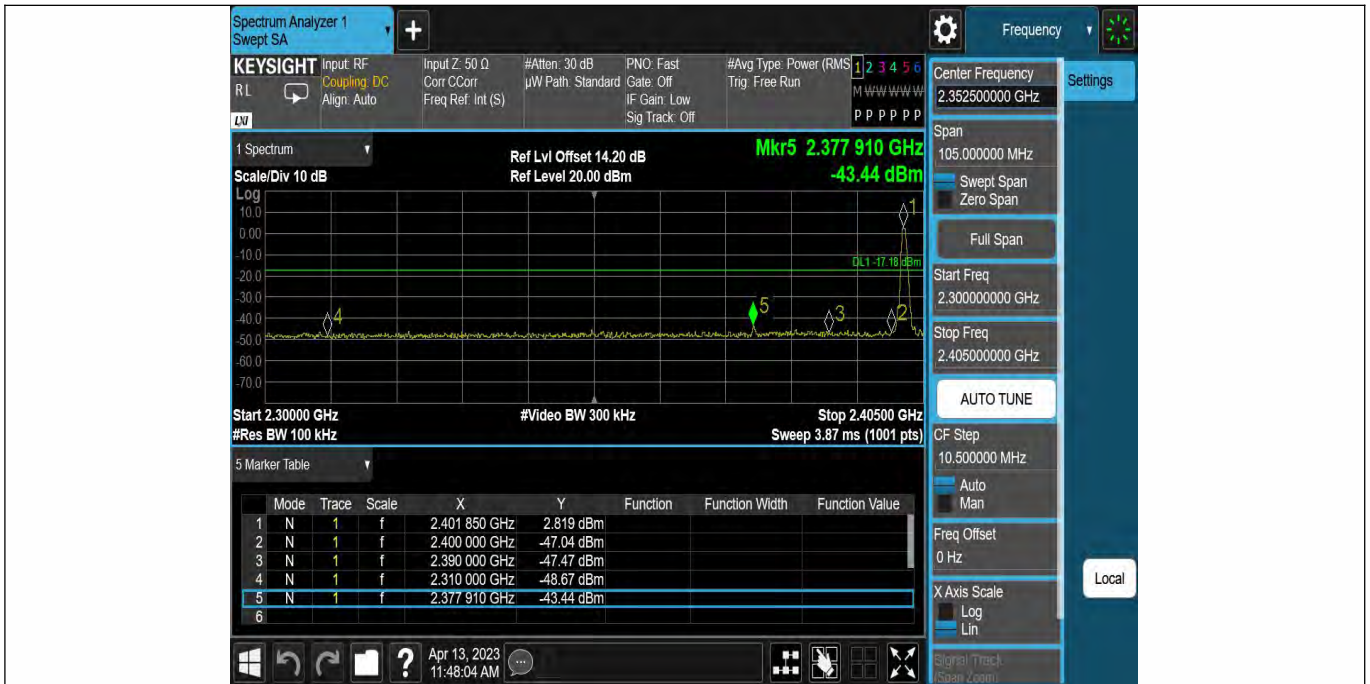 Spectrum Analyzer 1
Swept SA
+
Frequency
KEYSIGHT
RL
LXI
Input: RF
Coupling: DC
Align: Auto
Input Z: 50 Ω
Corr CCorr
Freq Ref: Int (S)
#Atten: 30 dB
µW Path: Standard
PNO: Fast
Gate: Off
IF Gain: Low
Sig Track: Off
#Avg Type: Power (RMS
Trig: Free Run
1 2 3 4 5 6
M W W W W W
P P P P P P
1 Spectrum
Scale/Div 10 dB
Ref Lvl Offset 14.20 dB
Ref Level 20.00 dBm
Mkr5 2.377 910 GHz
-43.44 dBm
Log
10.0
0.00
-10.0
-20.0
-30.0
-40.0
-50.0
-60.0
-70.0
1
DL1 -17.18 dBm
4
5
3
2
Start 2.30000 GHz
#Video BW 300 kHz
Stop 2.40500 GHz
#Res BW 100 kHz
Sweep 3.87 ms (1001 pts)
5 Marker Table
Mode Trace Scale X Y Function Function Width Function Value
1 N 1 f 2.401 850 GHz 2.819 dBm
2 N 1 f 2.400 000 GHz -47.04 dBm
3 N 1 f 2.390 000 GHz -47.47 dBm
4 N 1 f 2.310 000 GHz -48.67 dBm
5 N 1 f 2.377 910 GHz -43.44 dBm
6
Apr 13, 2023
11:48:04 AM
?
Center Frequency
2.352500000 GHz
Settings
Span
105.000000 MHz
Swept Span
Zero Span
Full Span
Start Freq
2.300000000 GHz
Stop Freq
2.405000000 GHz
AUTO TUNE
CF Step
10.500000 MHz
Auto
Man
Freq Offset
0 Hz
Local
X Axis Scale
Log
Lin
Signal Track
(Span Zoom)